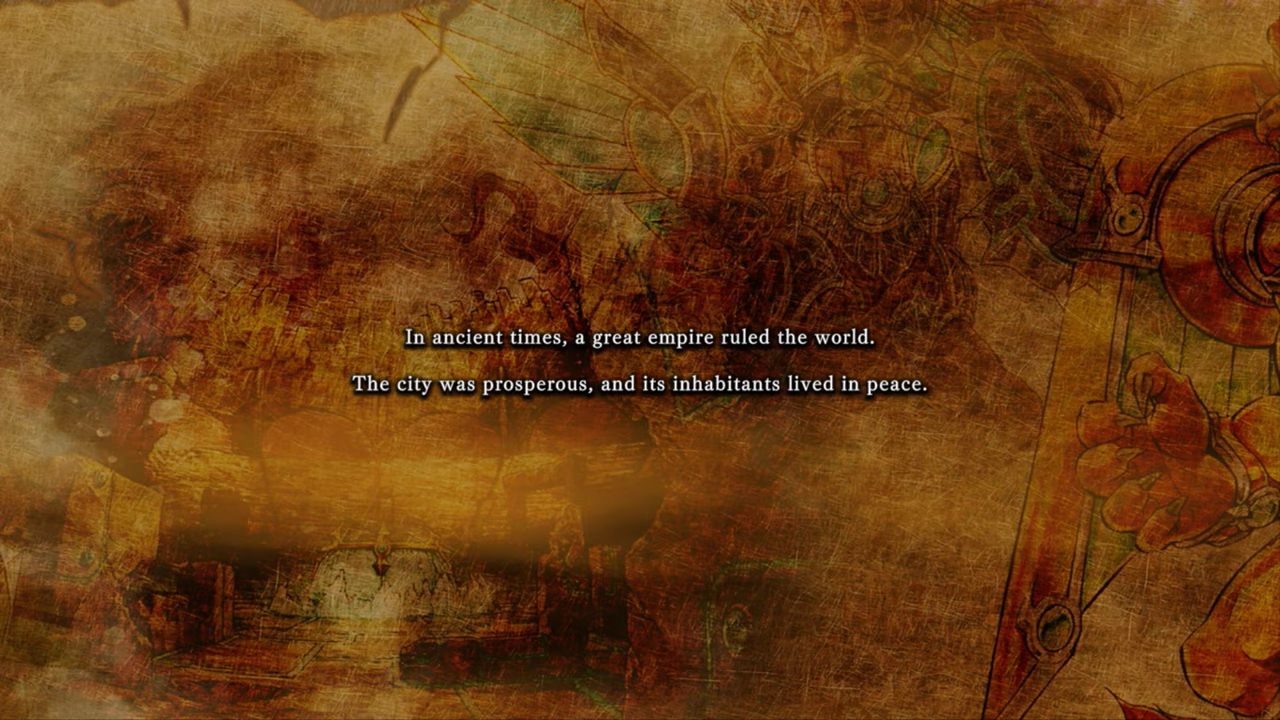 In ancient times, a great empire ruled the world.
The city was prosperous, and its inhabitants lived in peace.